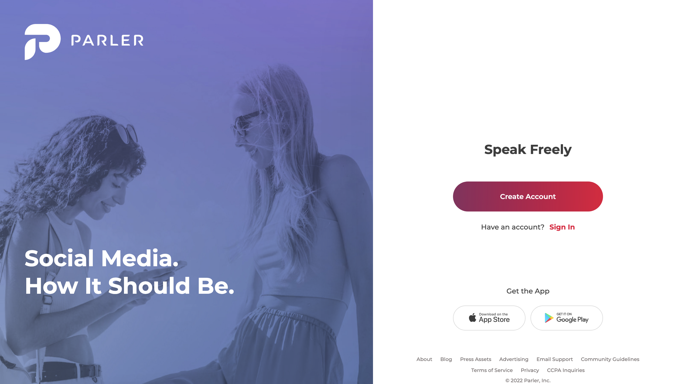 PARLER
Social Media.
How It Should Be.
Speak Freely
Create Account
Have an account? Sign In
Get the App
Download on the
App Store
GET IT ON
Google Play
About Blog Press Assets Advertising Email Support Community Guidelines
Terms of Service Privacy CCPA Inquiries
© 2022 Parler, Inc.